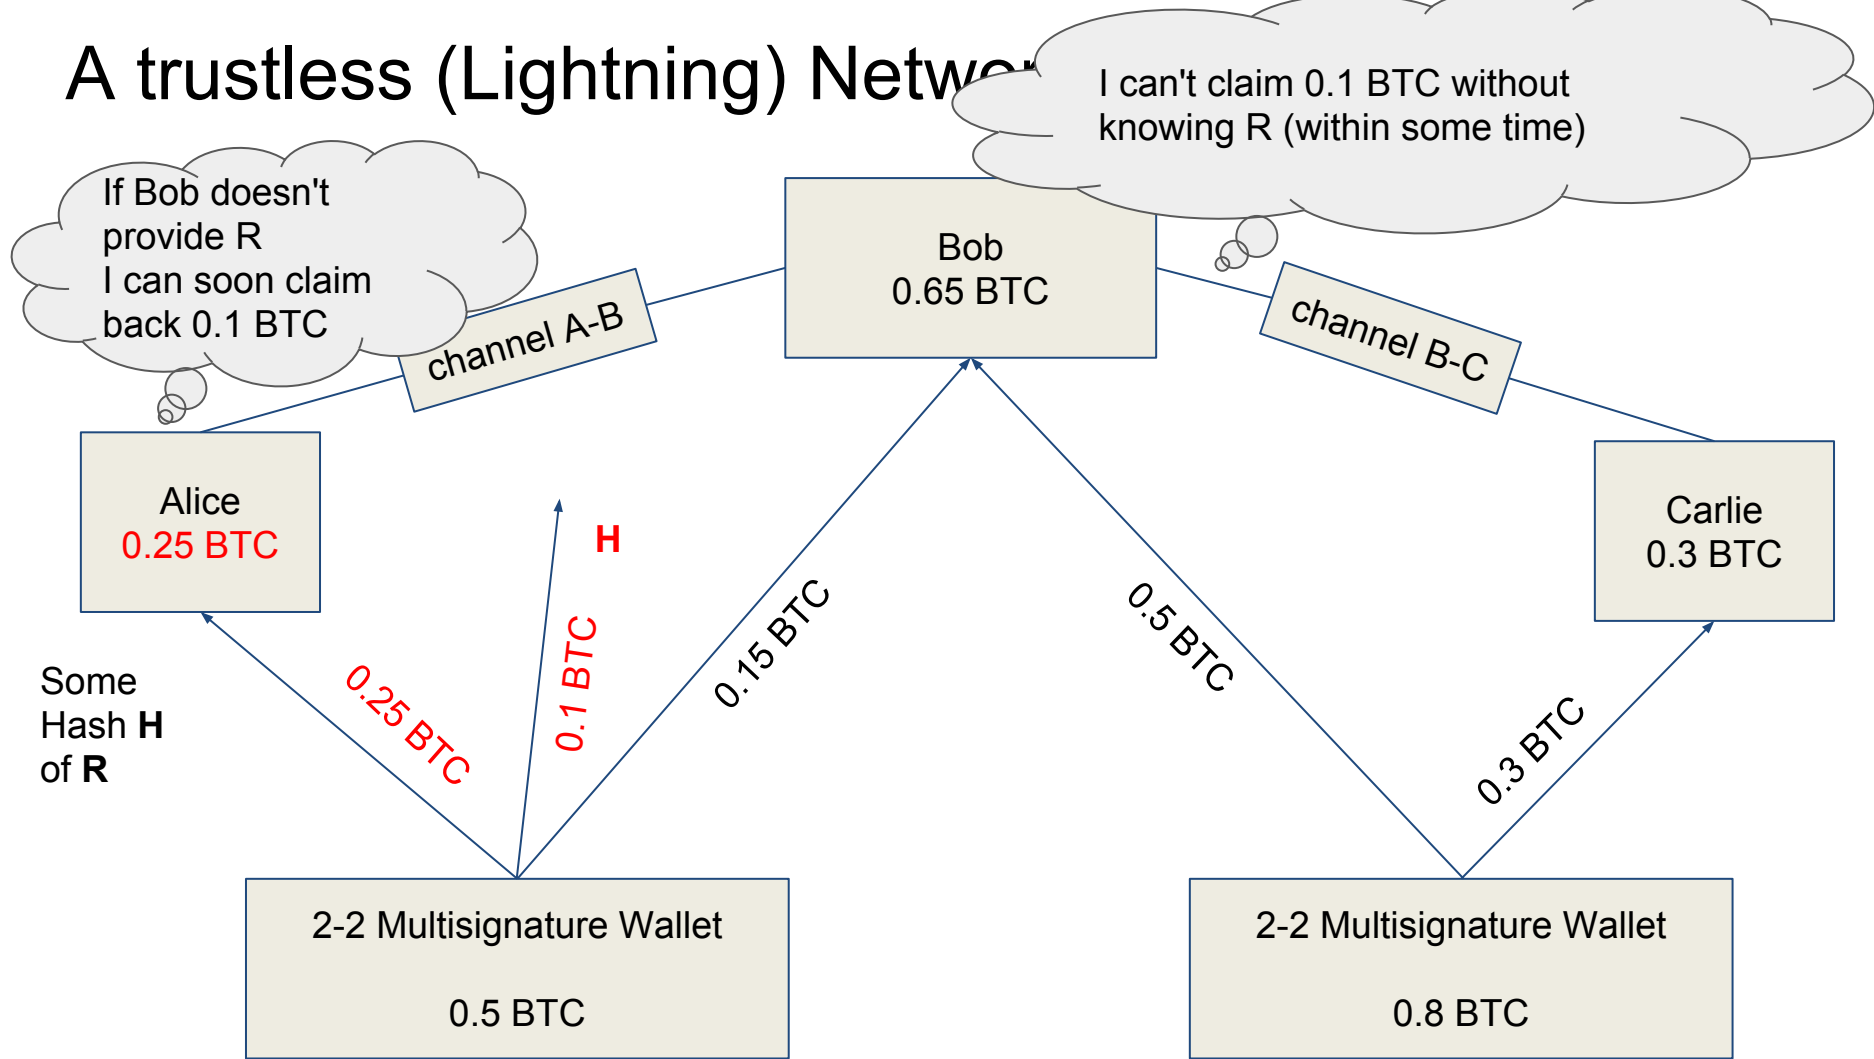 A trustless (Lightning) Networ
I can't claim 0.1 BTC without
knowing R (within some time)
If Bob doesn't
provide R
I can soon claim
back 0.1 BTC
Bob
0.65 BTC
channel A-B
channel B-C
Alice
0.25 BTC
Carlie
0.3 BTC
H
0.1 BTC
0.15 BTC
0.5 BTC
Some
Hash H
of R
0.25 BTC
0.3 BTC
2-2 Multisignature Wallet
0.5 BTC
2-2 Multisignature Wallet
0.8 BTC